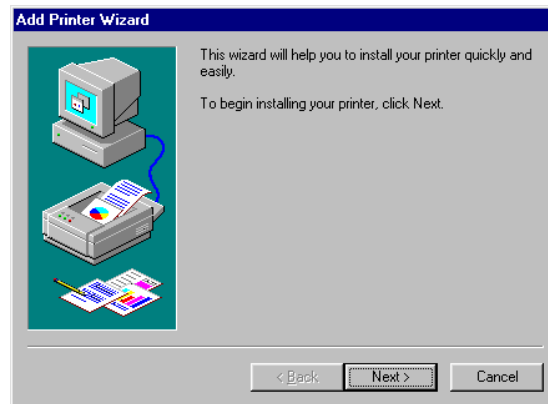 Add Printer Wizard
This wizard will help you to install your printer quickly and
easily.
To begin installing your printer, click Next.
< Back
Next >
Cancel